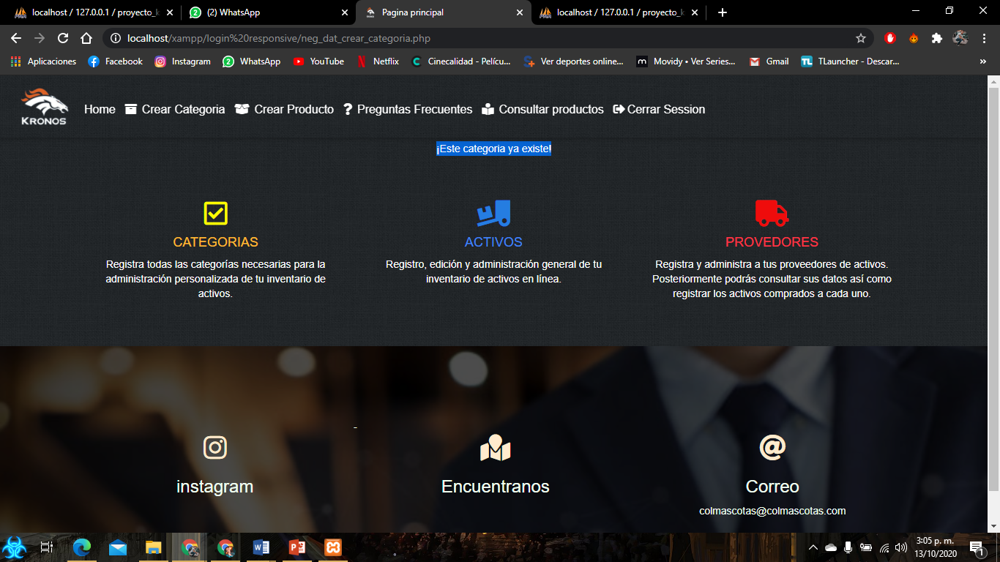 localhost / 127.0.0.1 / proyecto_k
(2) WhatsApp
Pagina principal
localhost / 127.0.0.1 / proyecto_k
localhost/xampp/login%20responsive/neg_dat_crear_categoria.php
Aplicaciones
Facebook
Instagram
2
WhatsApp
YouTube
Netflix
Cinecalidad - Pelícu...
Ver deportes online...
Movidy • Ver Series...
Gmail
TL
TLauncher - Descar...
»
KRONOS
Home
Crear Categoria
Crear Producto
Preguntas Frecuentes
Consultar productos
Cerrar Session
¡Este categoria ya existe!
CATEGORIAS
Registra todas las categorías necesarias para la
administración personalizada de tu inventario de
activos.
ACTIVOS
Registro, edición y administración general de tu
inventario de activos en línea.
PROVEDORES
Registra y administra a tus proveedores de activos.
Posteriormente podrás consultar sus datos así como
registrar los activos comprados a cada uno.
instagram
Encuentranos
Correo
colmascotas@colmascotas.com
3:05 p. m.
13/10/2020
1